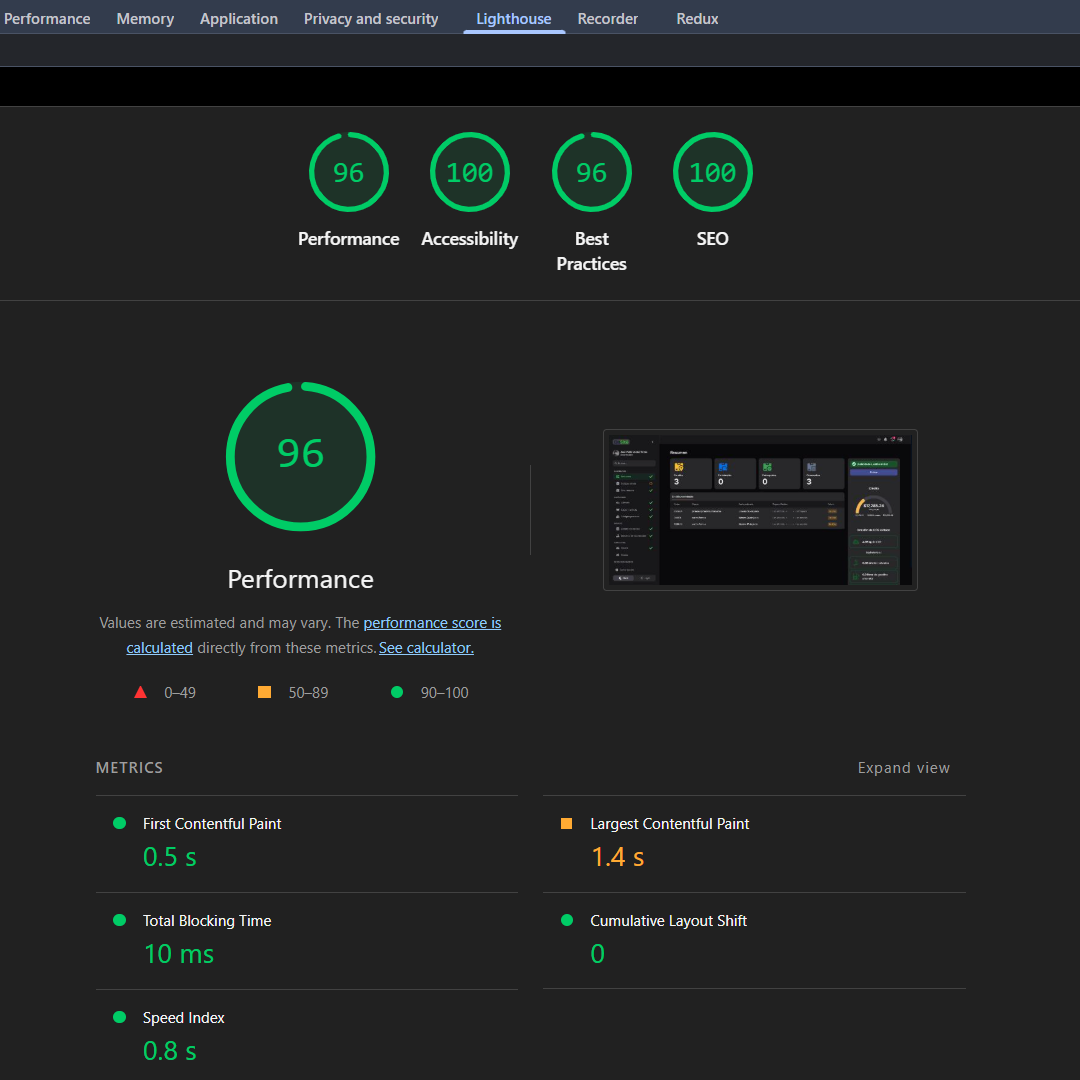 Performance Memory Application Privacy and security Lighthouse Recorder Redux
96 100 96 100
Performance Accessibility Best Practices SEO
96
Performance
Values are estimated and may vary. The performance score is
calculated directly from these metrics. See calculator.
0–49 50–89 90–100
METRICS Expand view
First Contentful Paint
0.5 s
Largest Contentful Paint
1.4 s
Total Blocking Time
10 ms
Cumulative Layout Shift
0
Speed Index
0.8 s